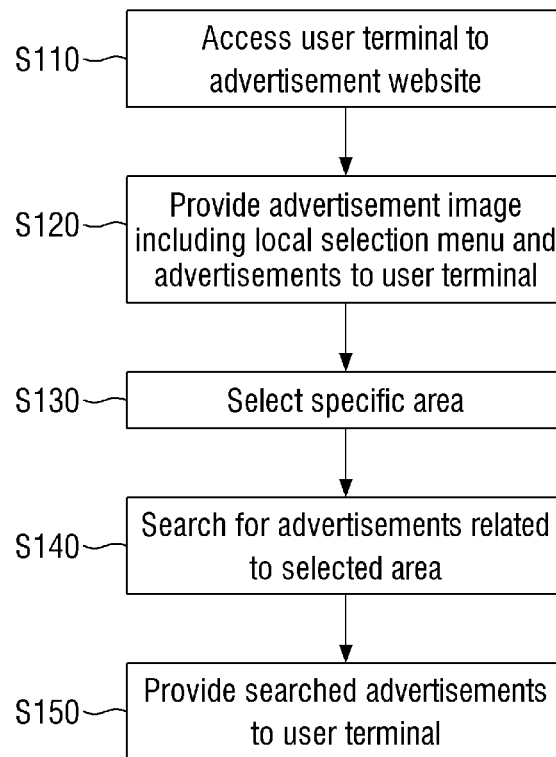 S110
Access user terminal to
advertisement website
S120
Provide advertisement image
including local selection menu and
advertisements to user terminal
S130
Select specific area
S140
Search for advertisements related
to selected area
S150
Provide searched advertisements
to user terminal